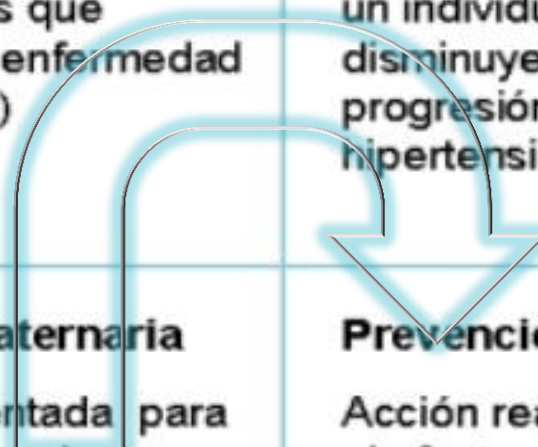 s que
enfermedad
)
un individu
disminuye
progresión
hipertensi
aternaria
ntada para
Prevenció
Acción rea